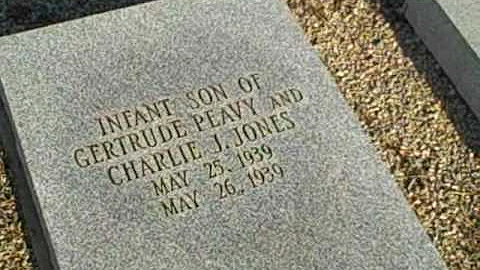 INFANT SON OF
GERTRUDE PEAVY AND
CHARLIE J. JONES
MAY 25, 1939
MAY 26, 1939